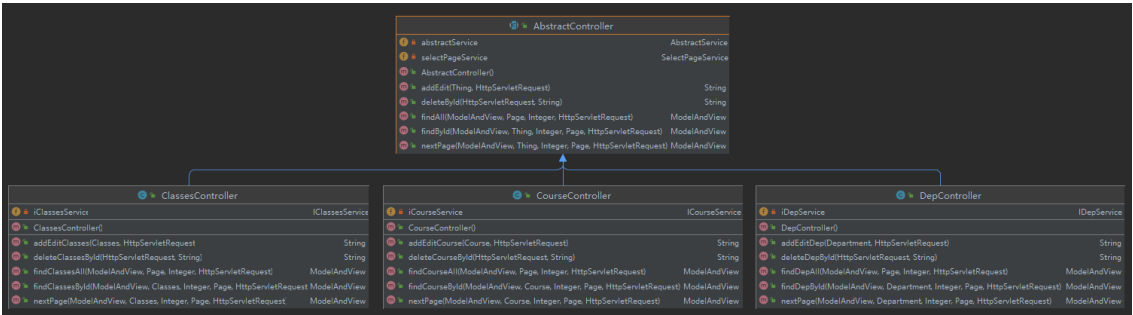 AbstractController
abstractService AbstractService
selectPageService SelectPageService
AbstractController()
addEdit(Thing, HttpServletRequest) String
deleteById(HttpServletRequest, String) String
findAll(ModelAndView, Page, Integer, HttpServletRequest) ModelAndView
findById(ModelAndView, Thing, Integer, Page, HttpServletRequest) ModelAndView
nextPage(ModelAndView, Thing, Integer, Page, HttpServletRequest) ModelAndView
ClassesController
iClassesService IClassesService
ClassesController()
addEditClasses(Classes, HttpServletRequest String
deleteClassesById(HttpServletRequest, String) String
findClassesAll(ModelAndView, Page, Integer, HttpServletRequest) ModelAndView
findClassesById(ModelAndView, Classes, Integer, Page, HttpServletRequest ModelAndView
nextPage(ModelAndView, Classes, Integer, Page, HttpServletRequest ModelAndView
CourseController
iCourseService ICourseService
CourseController()
addEditCourse(Course, HttpServletRequest) String
deleteCourseById(HttpServletRequest, String) String
findCourseAll(ModelAndView, Page, Integer, HttpServletRequest) ModelAndView
findCourseById(ModelAndView, Course, Integer, Page, HttpServletRequest) ModelAndView
nextPage(ModelAndView, Course, Integer, Page, HttpServletRequest) ModelAndView
DepController
iDepService IDepService
DepController()
addEditDep(Department, HttpServletRequest) String
deleteDepById(HttpServletRequest, String) String
findDepAll(ModelAndView, Page, Integer, HttpServletRequest) ModelAndView
findDepById(ModelAndView, Department, Integer, Page, HttpServletRequest) ModelAndView
nextPage(ModelAndView, Department, Integer, Page, HttpServletRequest) ModelAndView